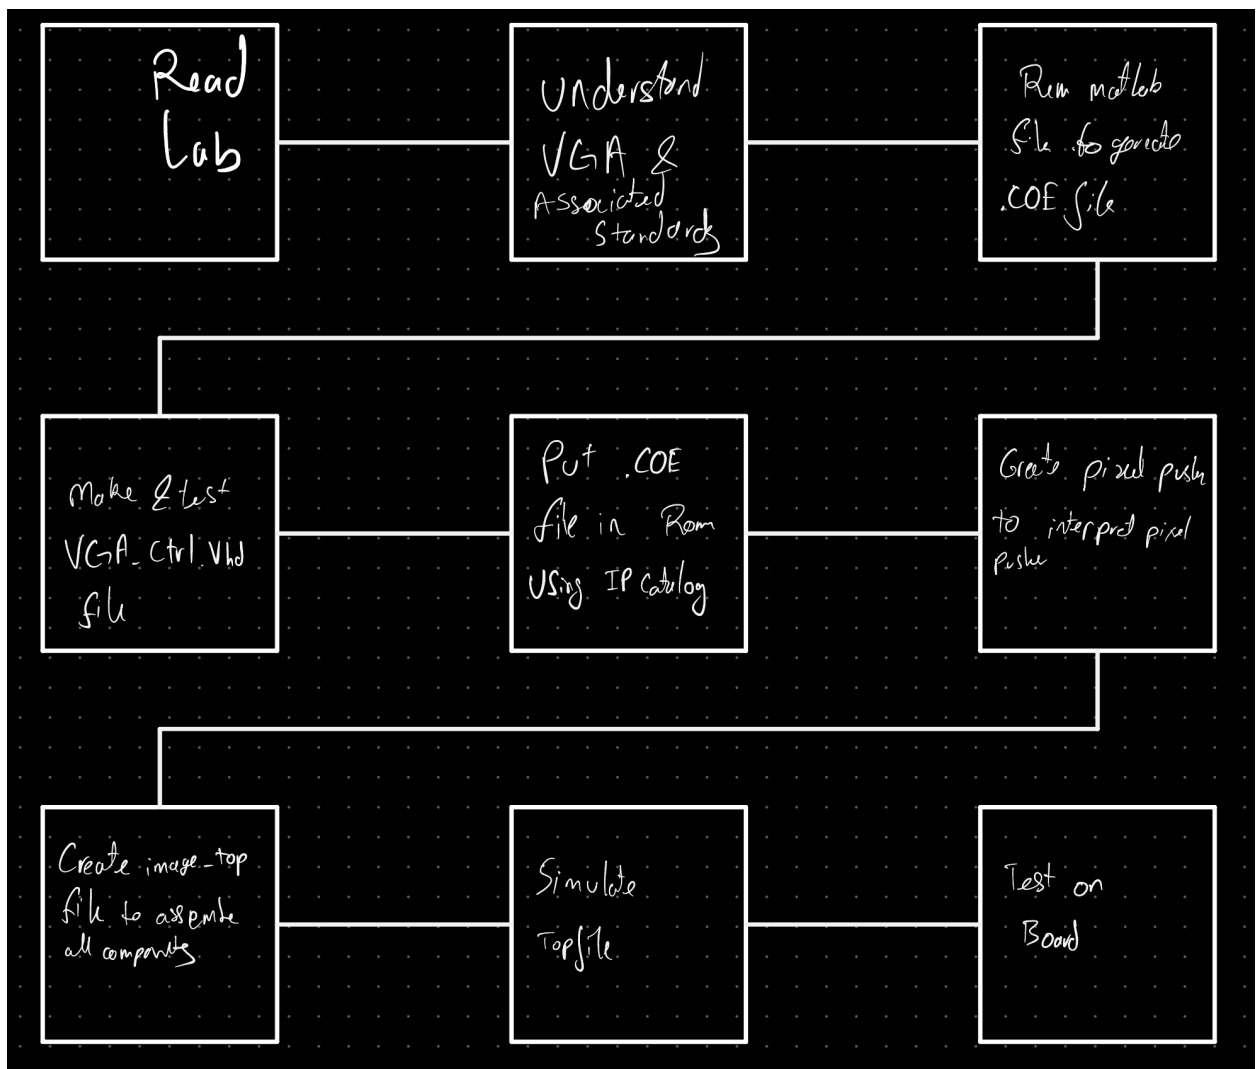 Read
Lab
Understand
VGA &
Associated
Standards
Run matlab
file to generate
.COE file
Make & test
VGA_Ctrl.vhd
file
Put .COE
file in Rom
Using IP Catalog
Create pixel pusher
to interpret pixel
pusher
Create image_top
file to assemble
all components
Simulate
Topfile
Test on
Board